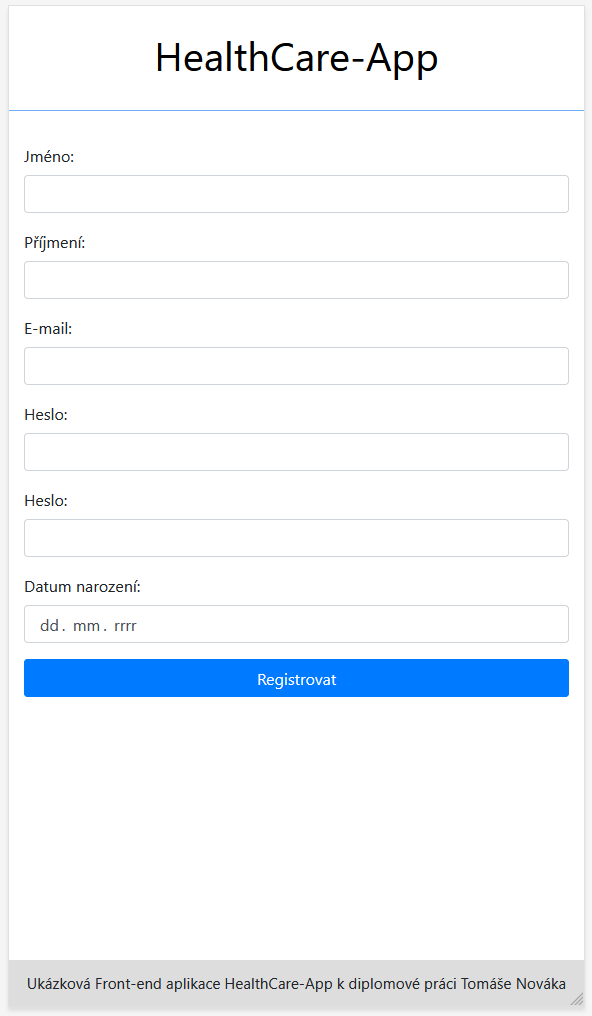 HealthCare-App
Jméno:
Příjmení:
E-mail:
Heslo:
Heslo:
Datum narození:
dd. mm. rrrr
Registrovat
Ukázková Front-end aplikace HealthCare-App k diplomové práci Tomáše Nováka